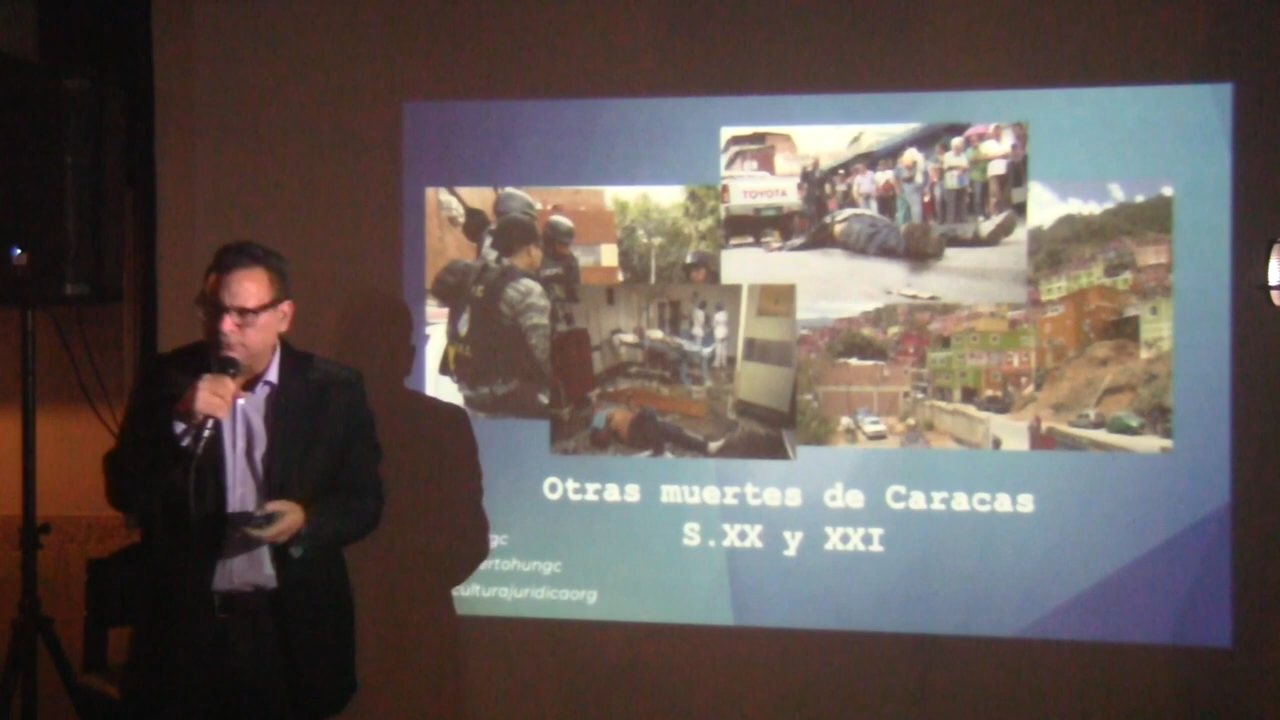 TOYOTA
Otras muertes de Caracas
S.XX y XXI
gc
ertohungc
culturajuridicaorg